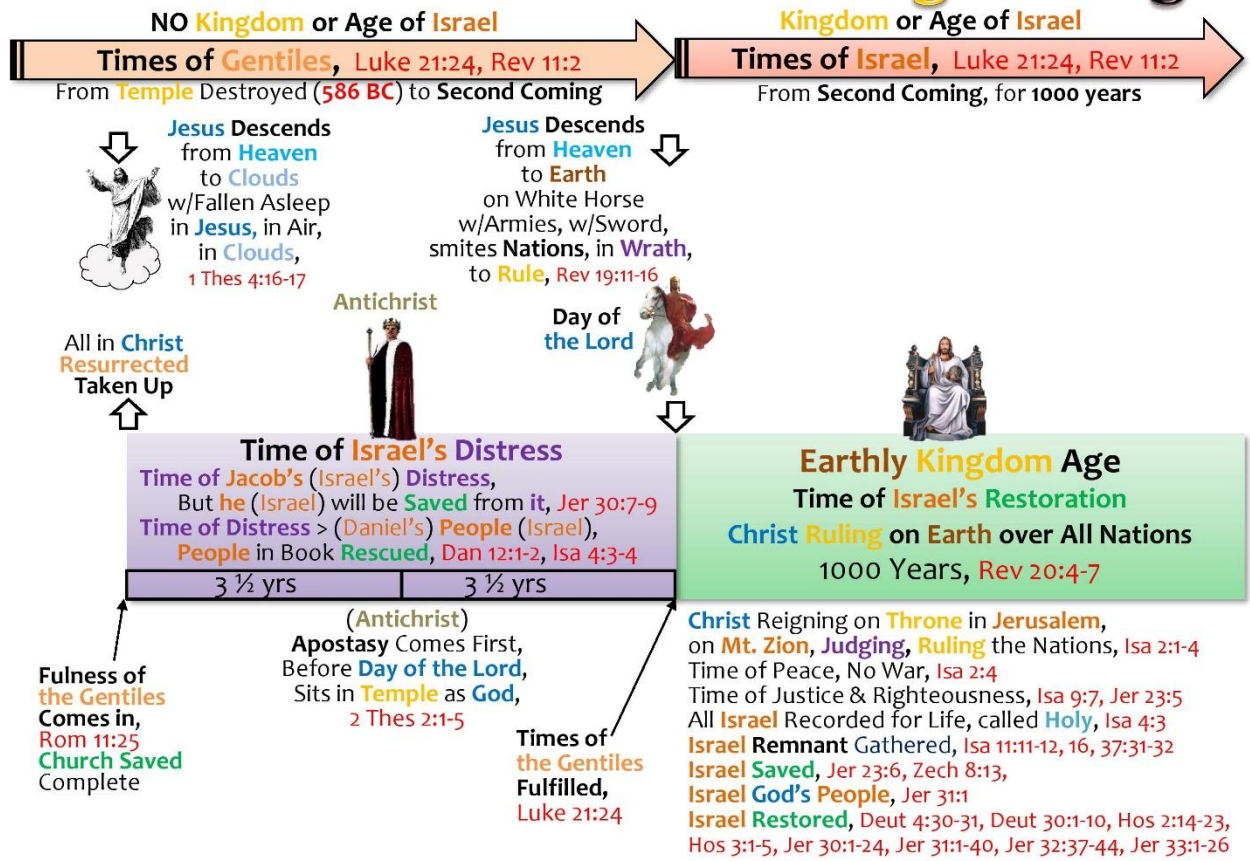 NO Kingdom or Age of Israel
Times of Gentiles, Luke 21:24, Rev 11:2
From Temple Destroyed (586 BC) to Second Coming
Kingdom or Age of Israel
Times of Israel, Luke 21:24, Rev 11:2
From Second Coming, for 1000 years
Jesus Descends
from Heaven
to Clouds
w/Fallen Asleep
in Jesus, in Air,
in Clouds,
1 Thes 4:16-17
Jesus Descends
from Heaven
to Earth
on White Horse
w/Armies, w/Sword,
smites Nations, in Wrath,
to Rule, Rev 19:11-16
Antichrist
Day of
the Lord
All in Christ
Resurrected
Taken Up
Time of Israel's Distress
Time of Jacob's (Israel's) Distress,
But he (Israel) will be Saved from it, Jer 30:7-9
Time of Distress > (Daniel's) People (Israel),
People in Book Rescued, Dan 12:1-2, Isa 4:3-4
3 ½ yrs
3 ½ yrs
Earthly Kingdom Age
Time of Israel's Restoration
Christ Ruling on Earth over All Nations
1000 Years, Rev 20:4-7
Fulness of
the Gentiles
Comes in,
Rom 11:25
Church Saved
Complete
(Antichrist)
Apostasy Comes First,
Before Day of the Lord,
Sits in Temple as God,
2 Thes 2:1-5
Times of
the Gentiles
Fulfilled,
Luke 21:24
Christ Reigning on Throne in Jerusalem,
on Mt. Zion, Judging, Ruling the Nations, Isa 2:1-4
Time of Peace, No War, Isa 2:4
Time of Justice & Righteousness, Isa 9:7, Jer 23:5
All Israel Recorded for Life, called Holy, Isa 4:3
Israel Remnant Gathered, Isa 11:11-12, 16, 37:31-32
Israel Saved, Jer 23:6, Zech 8:13,
Israel God's People, Jer 31:1
Israel Restored, Deut 4:30-31, Deut 30:1-10, Hos 2:14-23,
Hos 3:1-5, Jer 30:1-24, Jer 31:1-40, Jer 32:37-44, Jer 33:1-26